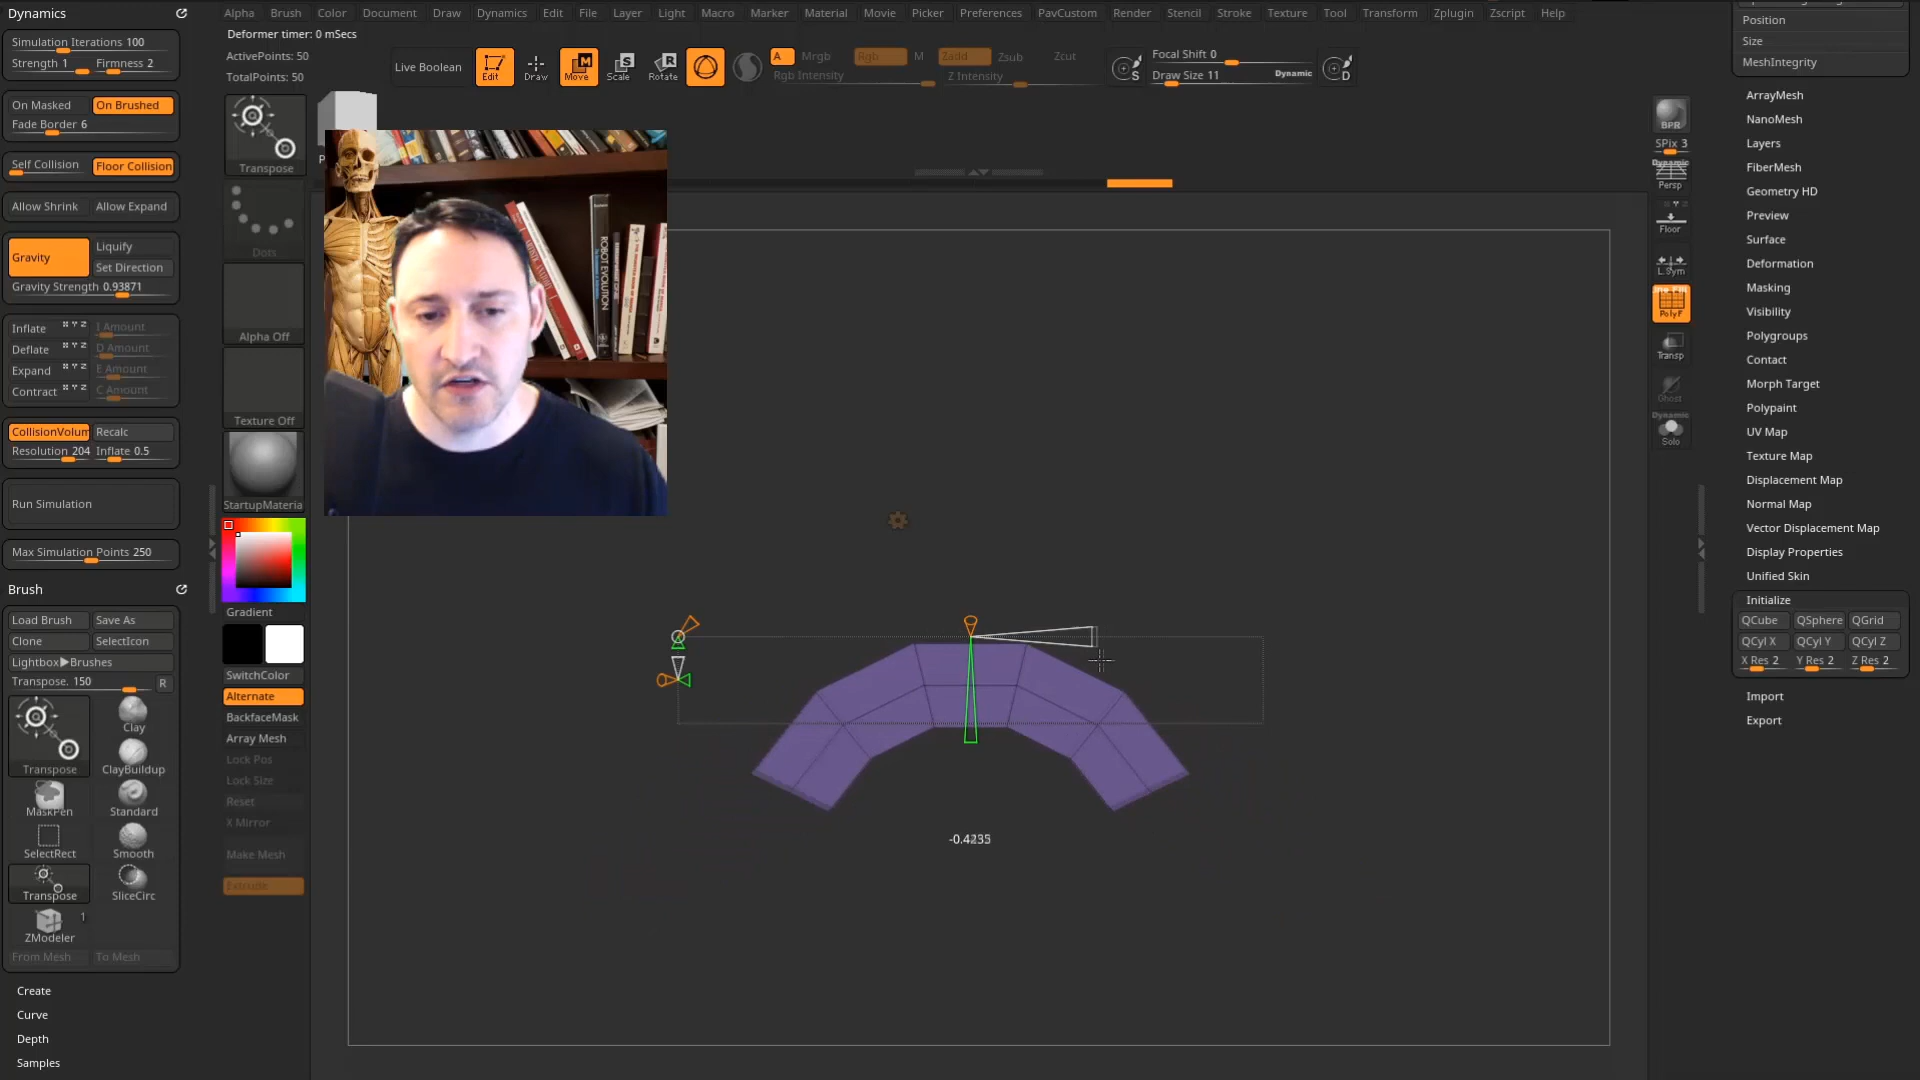 Dynamics
Simulation Iterations 100
Strength 1 Firmness 2
On Masked On Brushed
Fade Border 6
Self Collision Floor Collision
Allow Shrink Allow Expand
Gravity Liquify
Set Direction
Gravity Strength 0.93871
Inflate X Y Z I Amount
Deflate X Y Z D Amount
Expand X Y Z E Amount
Contract X Y Z C Amount
CollisionVolum Recalc
Resolution 204 Inflate 0.5
Run Simulation
Max Simulation Points 250
Brush
Load Brush Save As
Clone SelectIcon
Lightbox▶Brushes
Transpose. 150 R
Transpose Clay
ClayBuildup
MaskPen Standard
SelectRect Smooth
Transpose SliceCirc
ZModeler 1
From Mesh To Mesh
Create
Curve
Depth
Samples
Alpha Brush Color Document Draw Dynamics Edit File Layer Light Macro Marker Material Movie Picker Preferences PavCustom Render Stencil Stroke Texture Tool Transform Zplugin Zscript Help
Deformer timer: 0 mSecs
ActivePoints: 50
TotalPoints: 50
Live Boolean Edit Draw Move Scale Rotate
A Mrgb Rgb M Zadd Zsub Zcut
Rgb Intensity Z Intensity
S Focal Shift 0
Draw Size 11 Dynamic D
Transpose
Dots
Alpha Off
Texture Off
StartupMateria
Gradient
SwitchColor
Alternate
BackfaceMask
Array Mesh
Lock Pos
Lock Size
Reset
X Mirror
Make Mesh
Extrude
P
ROBOT EVOLUTION
-0.4235
BPR
SPix 3
Dynamic
Persp
Floor
L.Sym
Line Fill
PolyF
Transp
Ghost
Dynamic
Solo
Position
Size
MeshIntegrity
ArrayMesh
NanoMesh
Layers
FiberMesh
Geometry HD
Preview
Surface
Deformation
Masking
Visibility
Polygroups
Contact
Morph Target
Polypaint
UV Map
Texture Map
Displacement Map
Normal Map
Vector Displacement Map
Display Properties
Unified Skin
Initialize
QCube QSphere QGrid
QCyl X QCyl Y QCyl Z
X Res 2 Y Res 2 Z Res 2
Import
Export